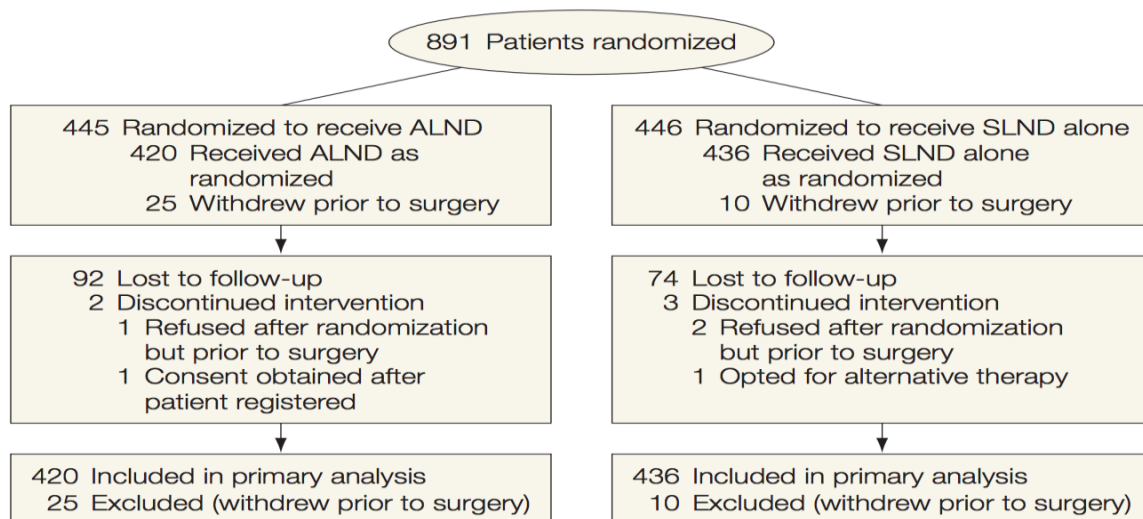 891 Patients randomized
445 Randomized to receive ALND
420 Received ALND as
randomized
25 Withdrew prior to surgery
446 Randomized to receive SLND alone
436 Received SLND alone
as randomized
10 Withdrew prior to surgery
92 Lost to follow-up
2 Discontinued intervention
1 Refused after randomization
but prior to surgery
1 Consent obtained after
patient registered
74 Lost to follow-up
3 Discontinued intervention
2 Refused after randomization
but prior to surgery
1 Opted for alternative therapy
420 Included in primary analysis
25 Excluded (withdrew prior to surgery)
436 Included in primary analysis
10 Excluded (withdrew prior to surgery)